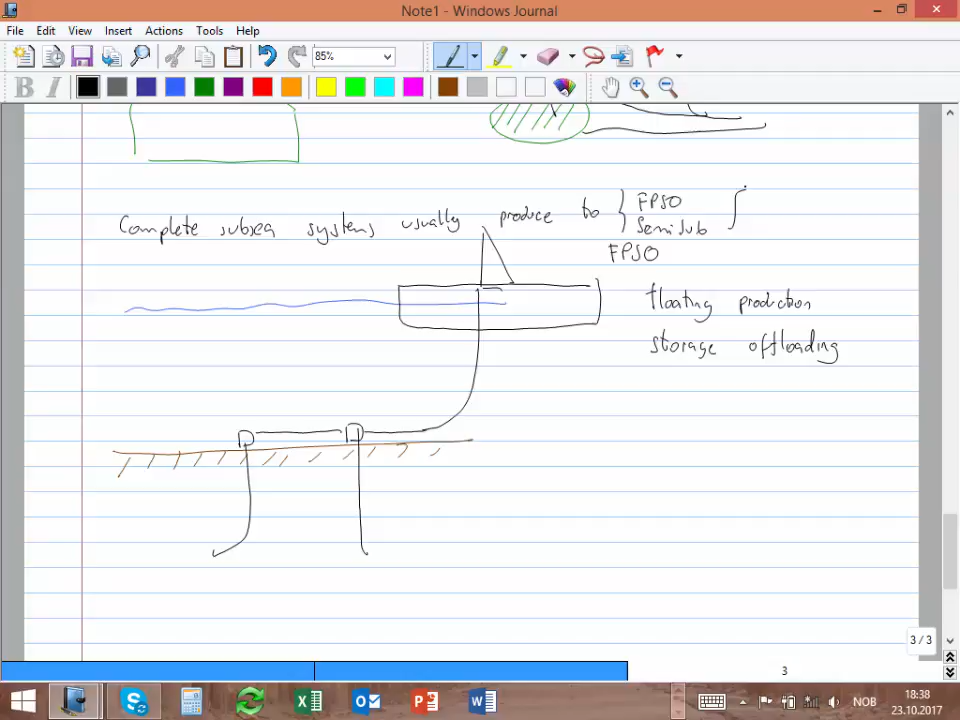 Note1 - Windows Journal
File Edit View Insert Actions Tools Help
85%
B I
Complete subsea systems usually produce to { FPSO
Semisub
FPSO
floating production
storage offloading
3 / 3
3
NOB
18:38
23.10.2017